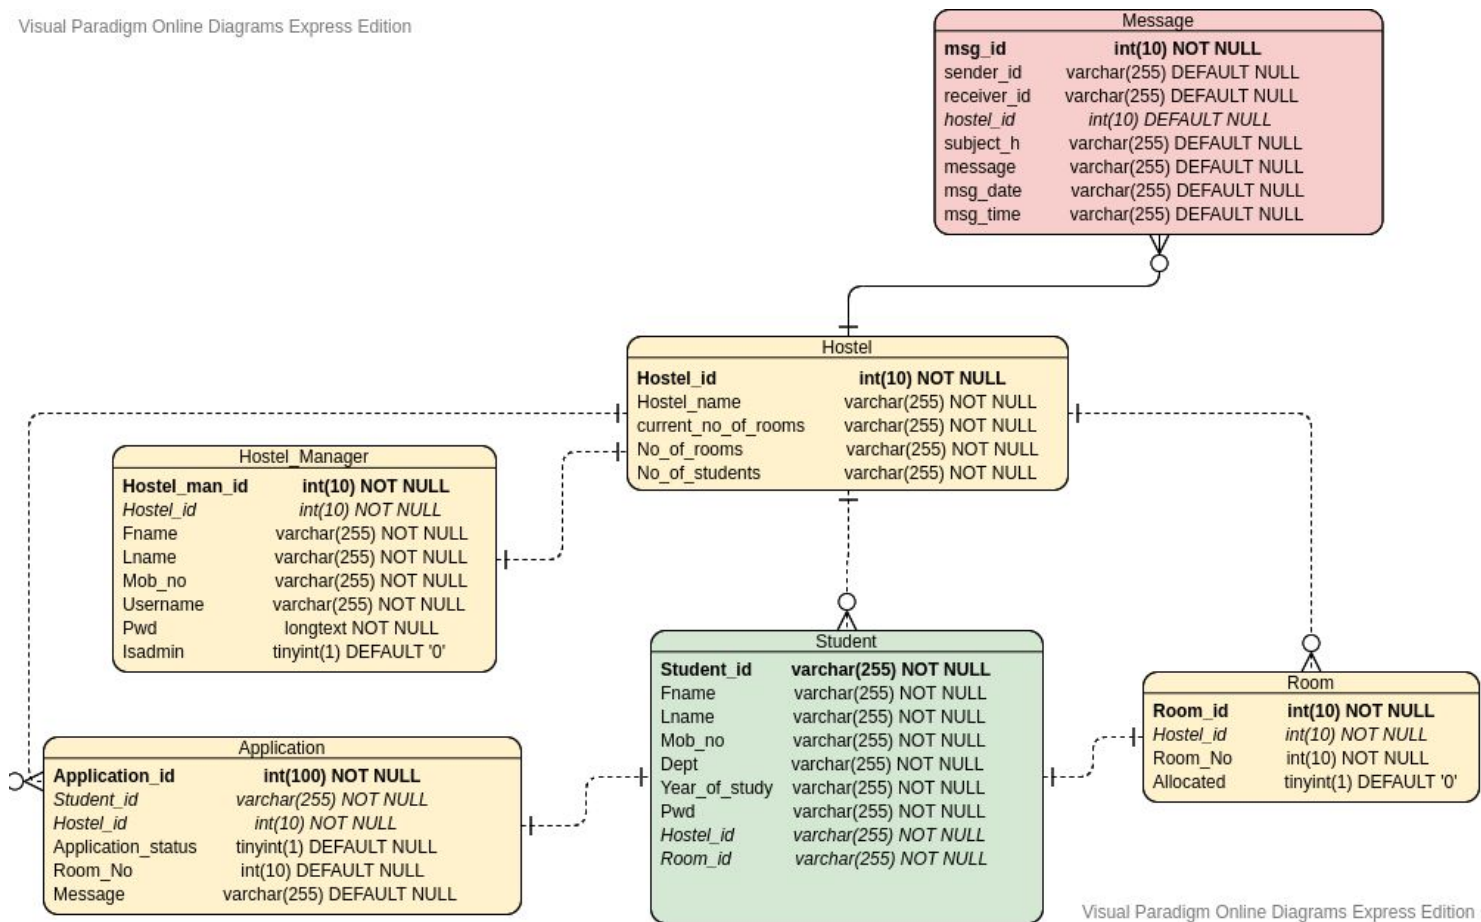 Visual Paradigm Online Diagrams Express Edition
Message
msg_id int(10) NOT NULL
sender_id varchar(255) DEFAULT NULL
receiver_id varchar(255) DEFAULT NULL
hostel_id int(10) DEFAULT NULL
subject_h varchar(255) DEFAULT NULL
message varchar(255) DEFAULT NULL
msg_date varchar(255) DEFAULT NULL
msg_time varchar(255) DEFAULT NULL
Hostel
Hostel_id int(10) NOT NULL
Hostel_name varchar(255) NOT NULL
current_no_of_rooms varchar(255) NOT NULL
No_of_rooms varchar(255) NOT NULL
No_of_students varchar(255) NOT NULL
Hostel_Manager
Hostel_man_id int(10) NOT NULL
Hostel_id int(10) NOT NULL
Fname varchar(255) NOT NULL
Lname varchar(255) NOT NULL
Mob_no varchar(255) NOT NULL
Username varchar(255) NOT NULL
Pwd longtext NOT NULL
Isadmin tinyint(1) DEFAULT '0'
Student
Student_id varchar(255) NOT NULL
Fname varchar(255) NOT NULL
Lname varchar(255) NOT NULL
Mob_no varchar(255) NOT NULL
Dept varchar(255) NOT NULL
Year_of_study varchar(255) NOT NULL
Pwd varchar(255) NOT NULL
Hostel_id varchar(255) NOT NULL
Room_id varchar(255) NOT NULL
Room
Room_id int(10) NOT NULL
Hostel_id int(10) NOT NULL
Room_No int(10) NOT NULL
Allocated tinyint(1) DEFAULT '0'
Application
Application_id int(100) NOT NULL
Student_id varchar(255) NOT NULL
Hostel_id int(10) NOT NULL
Application_status tinyint(1) DEFAULT NULL
Room_No int(10) DEFAULT NULL
Message varchar(255) DEFAULT NULL
Visual Paradigm Online Diagrams Express Edition